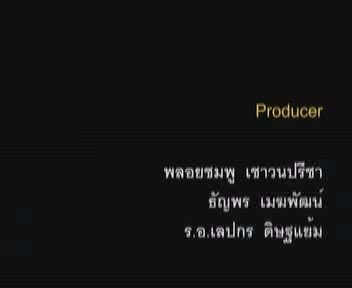 Producer
พลอยชมพู เชาวนปรีชา
ธัญพร เมฆพัฒน์
ร.อ.เลปกร ดิษฐแย้ม